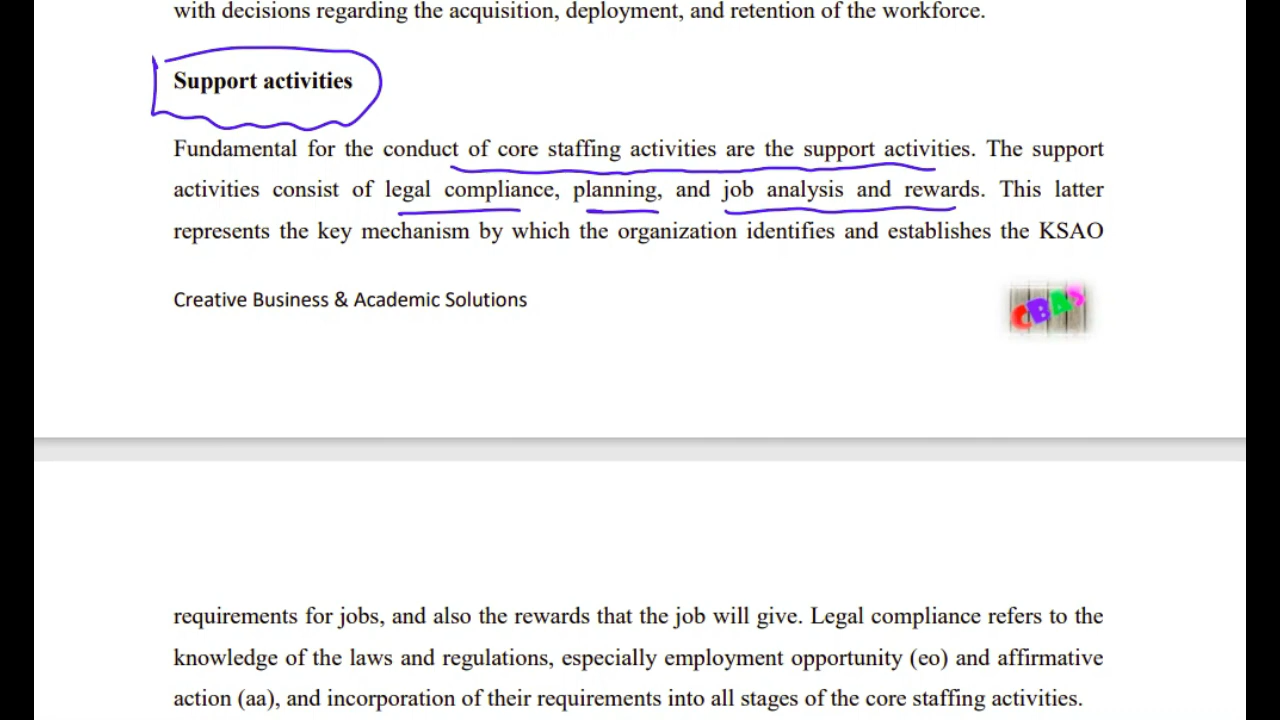 with decisions regarding the acquisition, deployment, and retention of the workforce.
Support activities
Fundamental for the conduct of core staffing activities are the support activities. The support
activities consist of legal compliance, planning, and job analysis and rewards. This latter
represents the key mechanism by which the organization identifies and establishes the KSAO
Creative Business & Academic Solutions
CBAS
requirements for jobs, and also the rewards that the job will give. Legal compliance refers to the
knowledge of the laws and regulations, especially employment opportunity (eo) and affirmative
action (aa), and incorporation of their requirements into all stages of the core staffing activities.